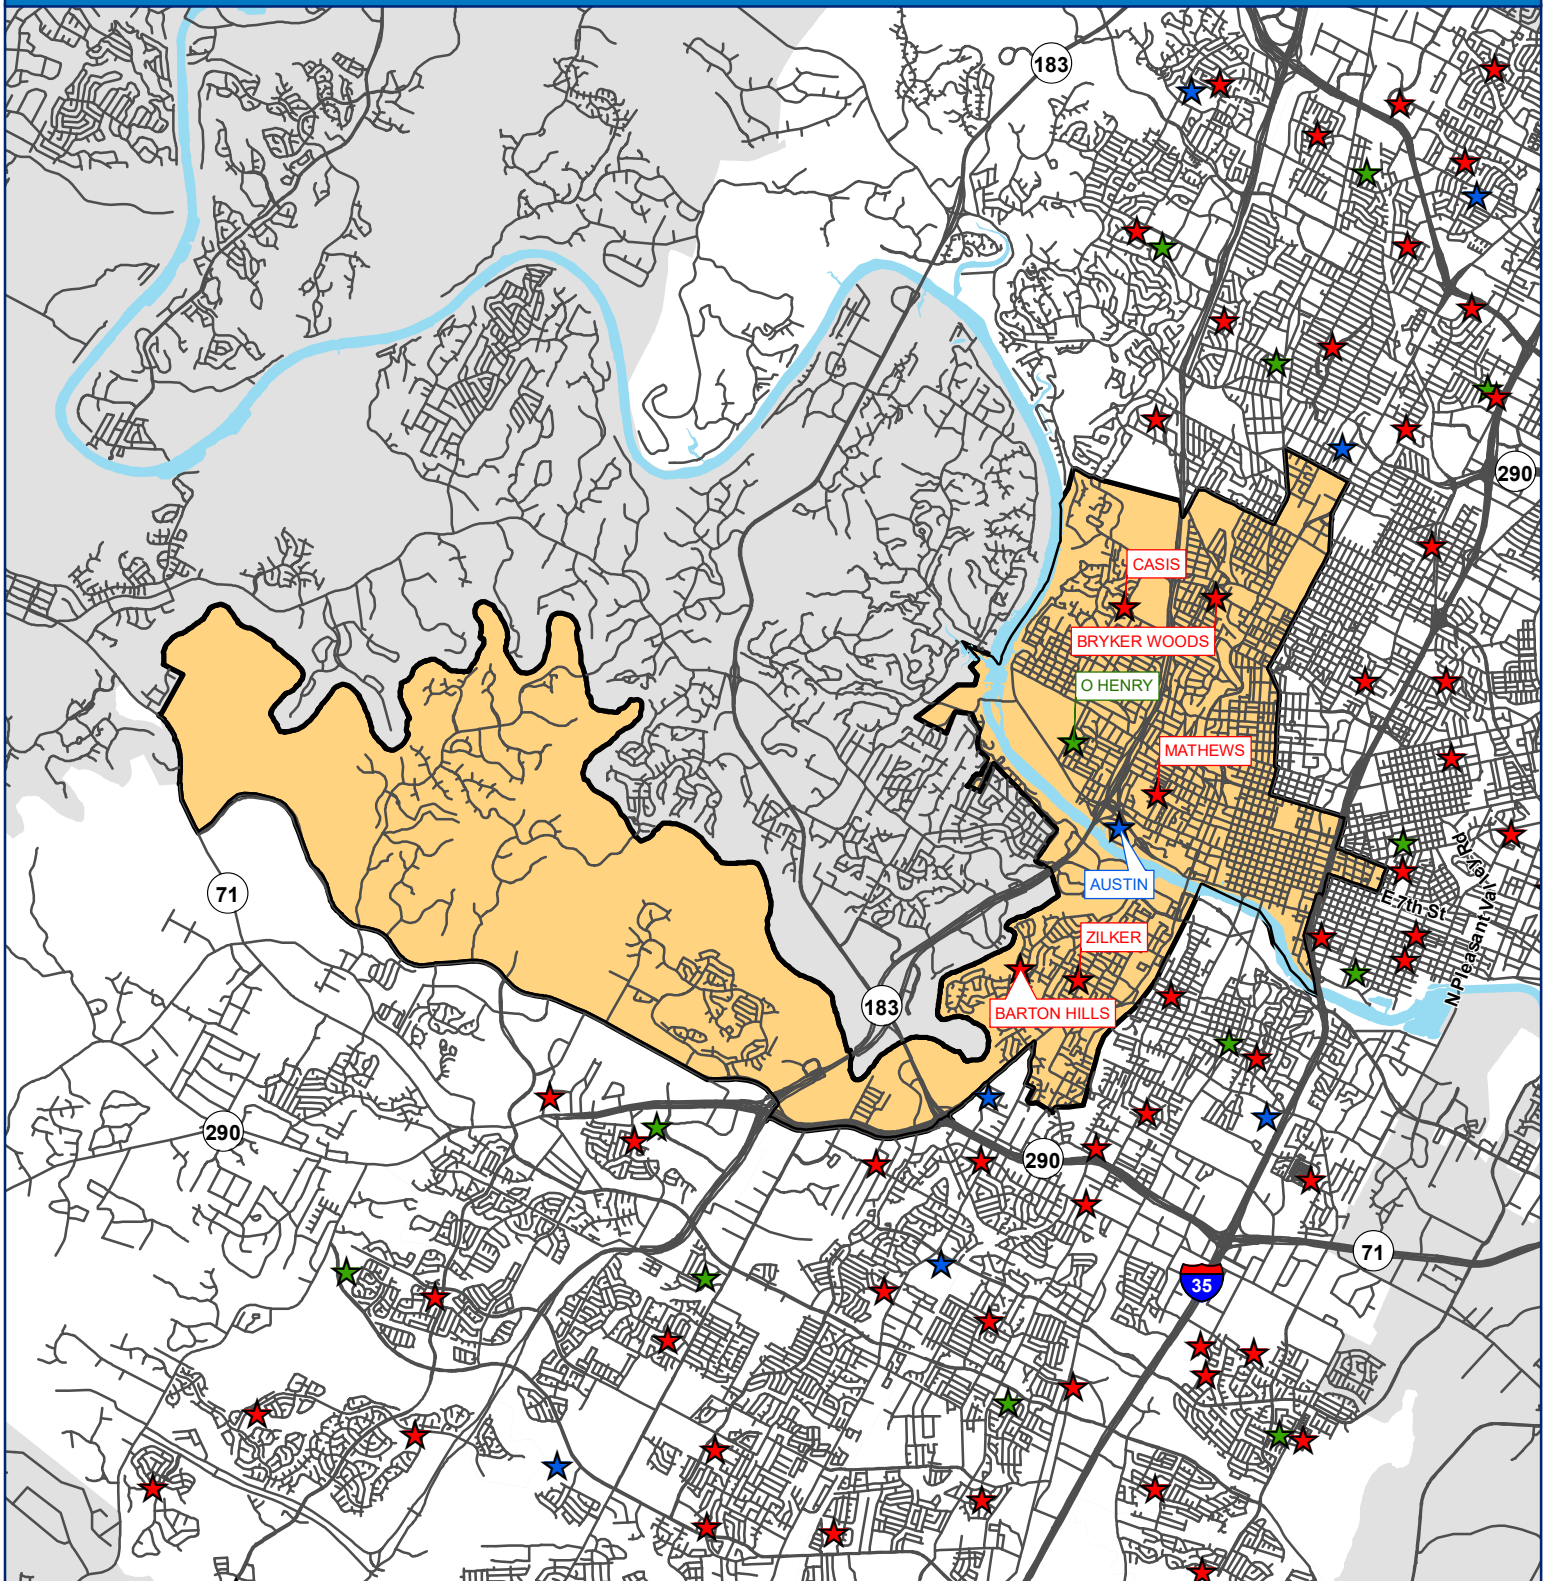 183
290
CASIS
BRYKER WOODS
O HENRY
MATHEWS
AUSTIN
71
E 7th St
N Pleasant Valley Rd
ZILKER
183
BARTON HILLS
290
290
71
35